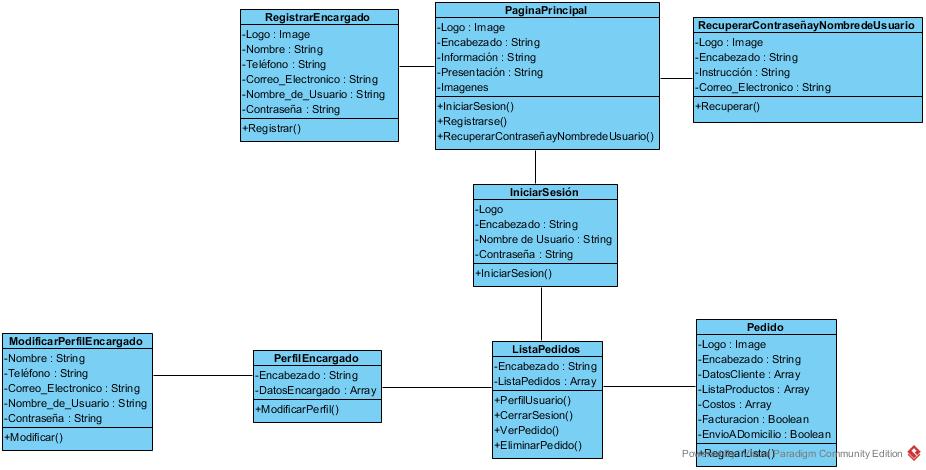 RegistrarEncargado
-Logo : Image
-Nombre : String
-Teléfono : String
-Correo_Electronico : String
-Nombre_de_Usuario : String
-Contraseña : String
+Registrar()
PaginaPrincipal
-Logo : Image
-Encabezado : String
-Información : String
-Presentación : String
-Imagenes
+IniciarSesion()
+Registrarse()
+RecuperarContraseñayNombredeUsuario()
RecuperarContraseñayNombredeUsuario
-Logo : Image
-Encabezado : String
-Instrucción : String
-Correo_Electronico : String
+Recuperar()
IniciarSesión
-Logo
-Encabezado : String
-Nombre de Usuario : String
-Contraseña : String
+IniciarSesion()
ModificarPerfilEncargado
-Nombre : String
-Teléfono : String
-Correo_Electronico : String
-Nombre_de_Usuario : String
-Contraseña : String
+Modificar()
PerfilEncargado
-Encabezado : String
-DatosEncargado : Array
+ModificarPerfil()
ListaPedidos
-Encabezado : String
-ListaPedidos : Array
+PerfilUsuario()
+CerrarSesion()
+VerPedido()
+EliminarPedido()
Pedido
-Logo : Image
-Encabezado : String
-DatosCliente : Array
-ListaProductos : Array
-Costos : Array
-Facturacion : Boolean
-EnvioADomicilio : Boolean
Paradigm Community Edition